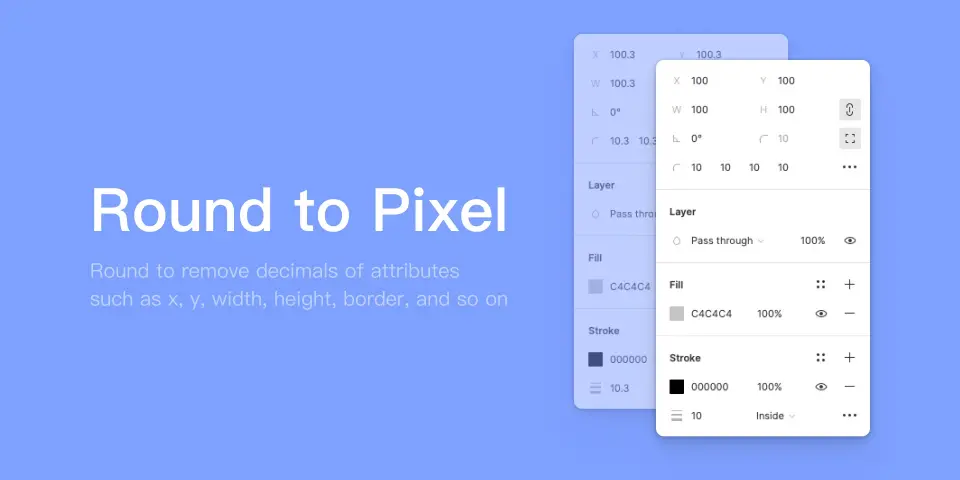 Round to Pixel
Round to remove decimals of attributes
such as x, y, width, height, border, and so on
X 100.3 Y 100.3
W 100.3
0°
10.3 10.3
Layer
Pass
Fill
C4C4C4
Stroke
000000
10.3
X 100 Y 100
W 100 H 100
0° 10
10 10 10 10
Layer
Pass through 100%
Fill
C4C4C4 100%
Stroke
000000 100%
10 Inside